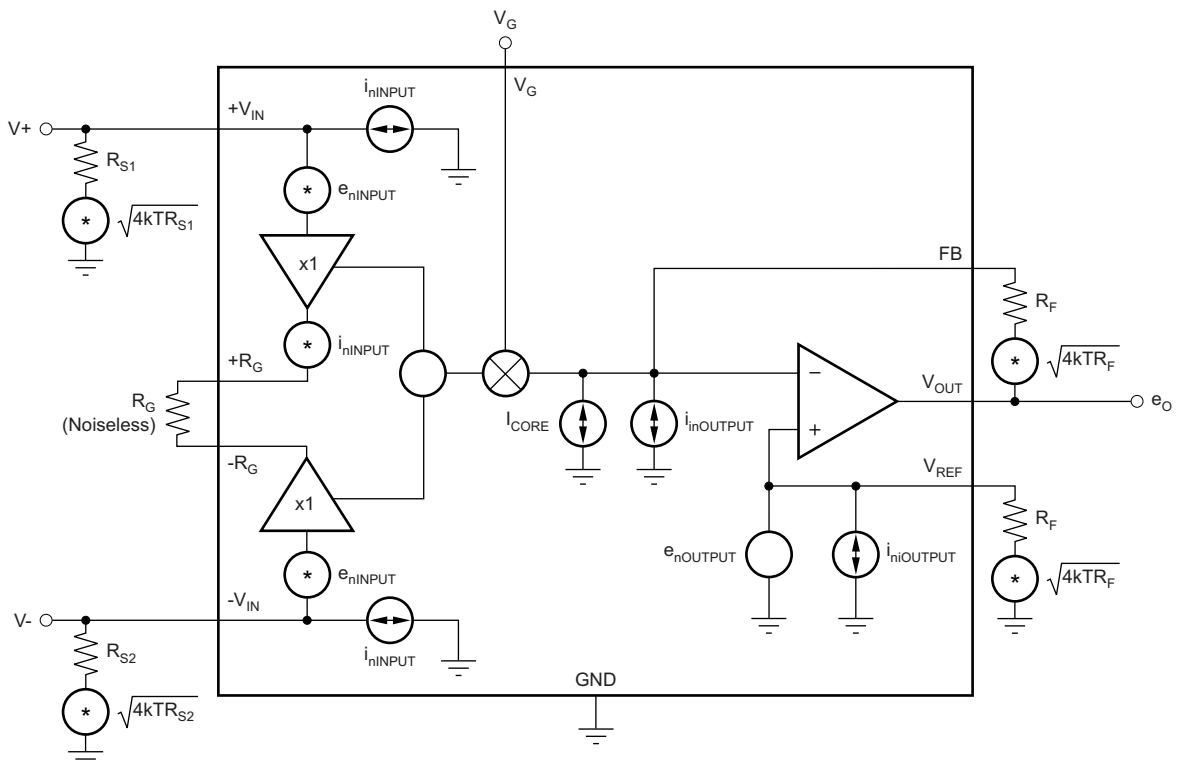 V_G
V_G
i_nINPUT
+V_IN
V+
R_S1
*
e_nINPUT
*
√4kTR_S1
x1
FB
R_F
*
i_nINPUT
+R_G
*
√4kTR_F
R_G
(Noiseless)
−
V_OUT
e_O
I_CORE
i_inOUTPUT
+
-R_G
V_REF
x1
R_F
e_nOUTPUT
i_niOUTPUT
*
e_nINPUT
*
√4kTR_F
-V_IN
V-
R_S2
i_nINPUT
GND
*
√4kTR_S2